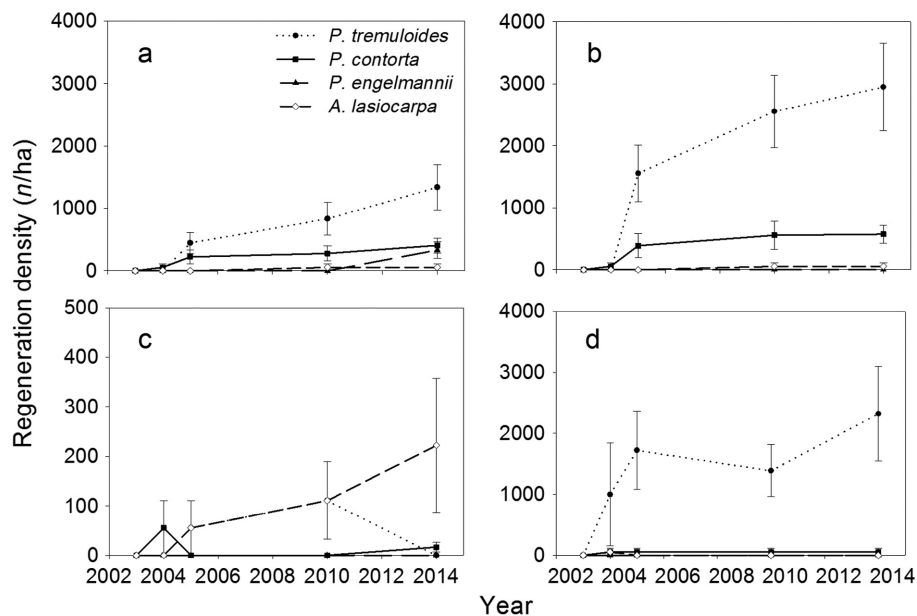 4000
3000
2000
1000
0
a
P. tremuloides
P. contorta
P. engelmannii
A. lasiocarpa
4000
3000
2000
1000
0
b
500
400
300
200
100
0
c
4000
3000
2000
1000
0
d
2002 2004 2006 2008 2010 2012 2014
2002 2004 2006 2008 2010 2012 2014
Regeneration density (n/ha)
Year